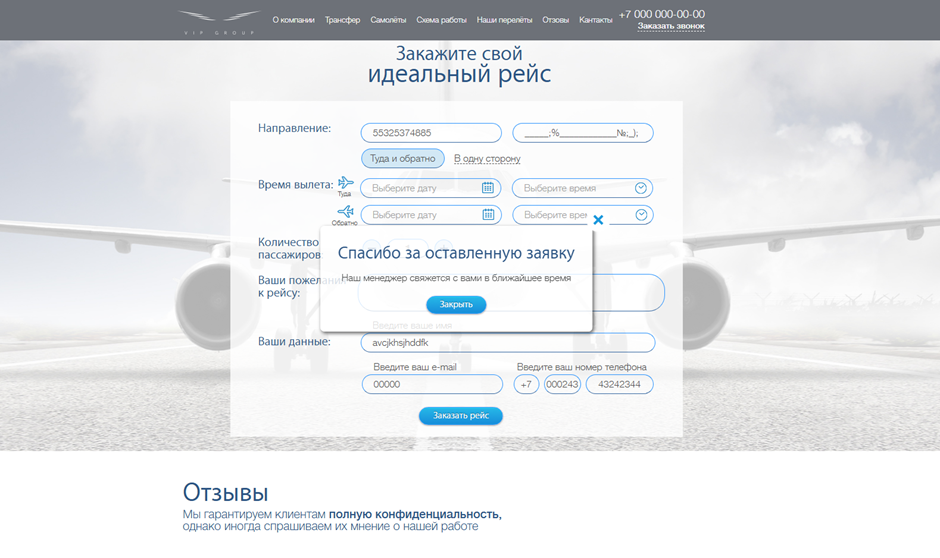 VIP GROUP
О компании Трансфер Самолёты Схема работы Наши перелёты Отзывы Кантакты
+7 000 000-00-00
Заказать звонок
Закажите свой
идеальный рейс
Направление:
55325374885
_____;%____________№;_);
Туда и обратно В одну сторону
Время вылета:
Туда
Выберите дату Выберите время
Обратно
Выберите дату Выберите
Количество
пассажиров
Спасибо за оставленную заявку
Наш менеджер свяжется с вами в ближайшее время
Закрыть
Ваши пожелания
к рейсу:
Введите ваше имя
Ваши данные:
avcjkhsjhddfk
Введите ваш e-mail Введите ваш номер телефона
00000 +7 000243 43242344
Заказать рейс
Отзывы
Мы гарантируем клиентам полную конфиденциальность,
однако иногда спрашиваем их мнение о нашей работе